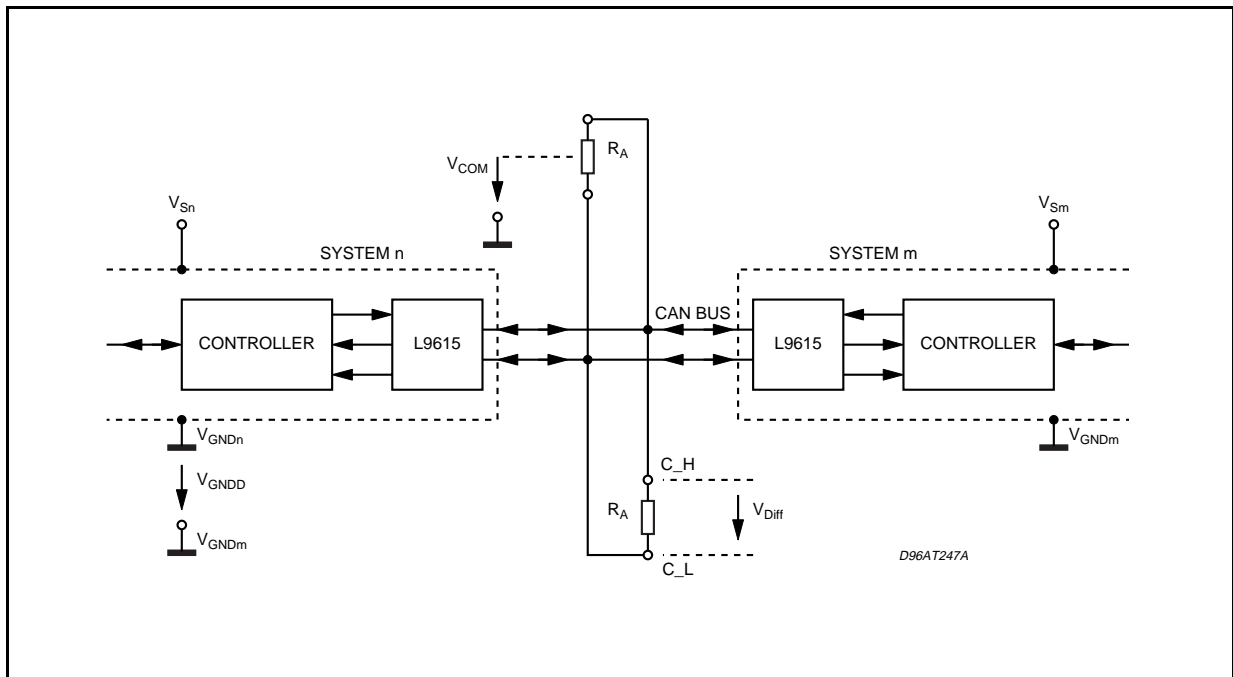 R_A
V_COM
V_Sn
V_Sm
SYSTEM n
SYSTEM m
CAN BUS
CONTROLLER
L9615
L9615
CONTROLLER
V_GNDn
V_GNDm
C_H
V_GNDD
R_A
V_Diff
V_GNDm
C_L
D96AT247A